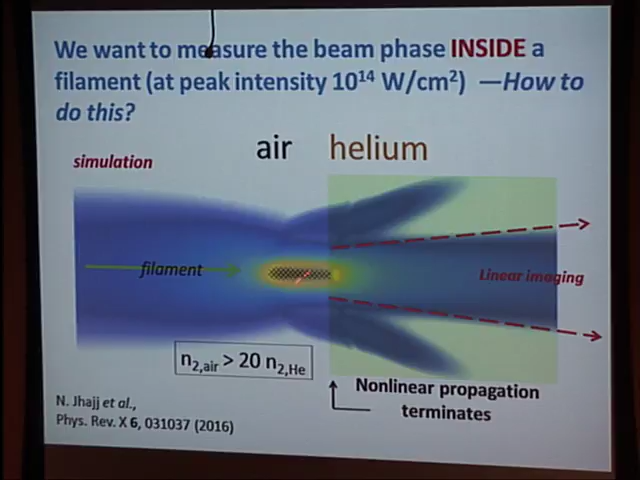 We want to measure the beam phase INSIDE a
filament (at peak intensity 10¹⁴ W/cm²) —How to
do this?
simulation
air helium
filament
Linear imaging
n₂,air > 20 n₂,He
Nonlinear propagation
terminates
N. Jhajj et al.,
Phys. Rev. X 6, 031037 (2016)